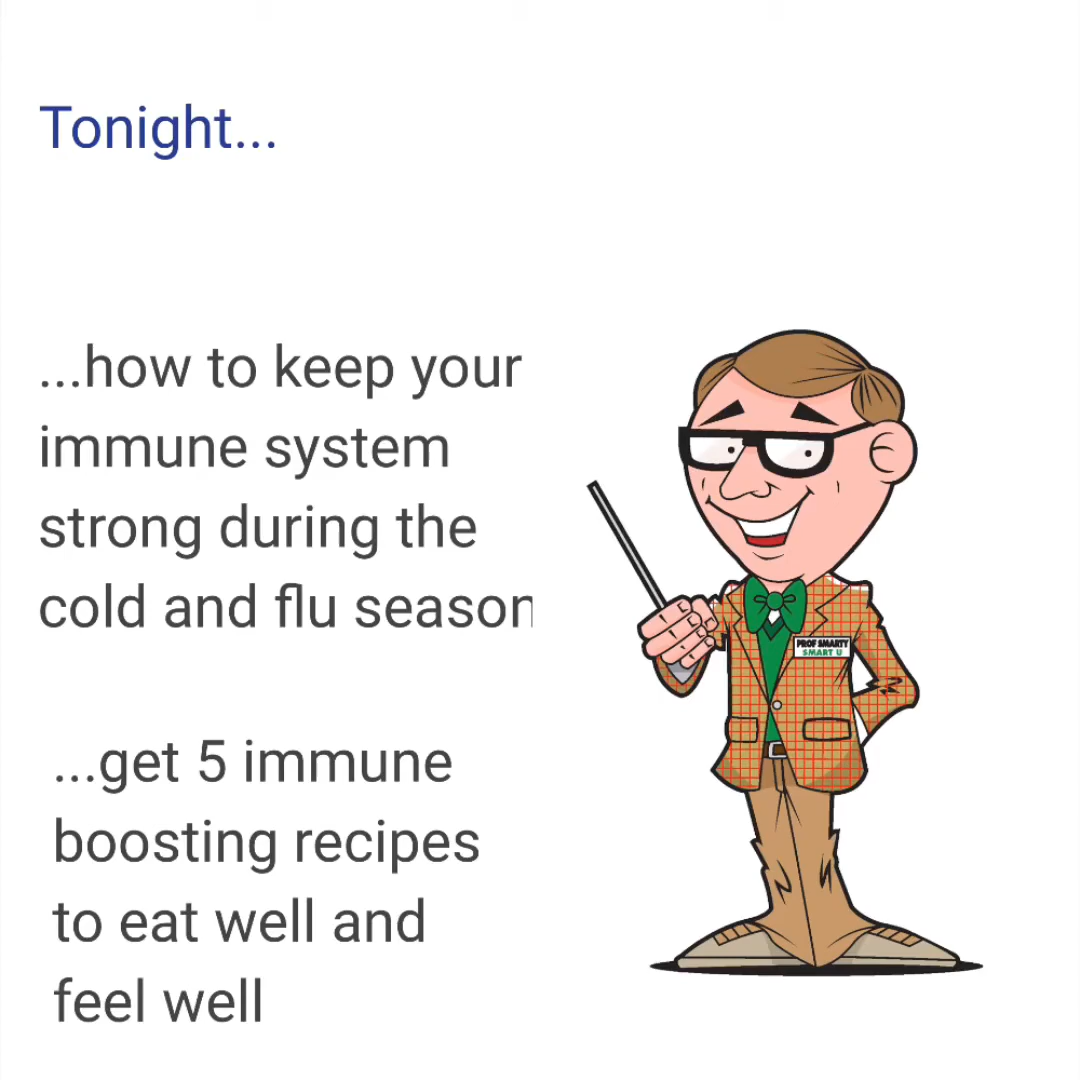 Tonight...
...how to keep your
immune system
strong during the
cold and flu season
PROF SMARTY
SMART U
...get 5 immune
boosting recipes
to eat well and
feel well